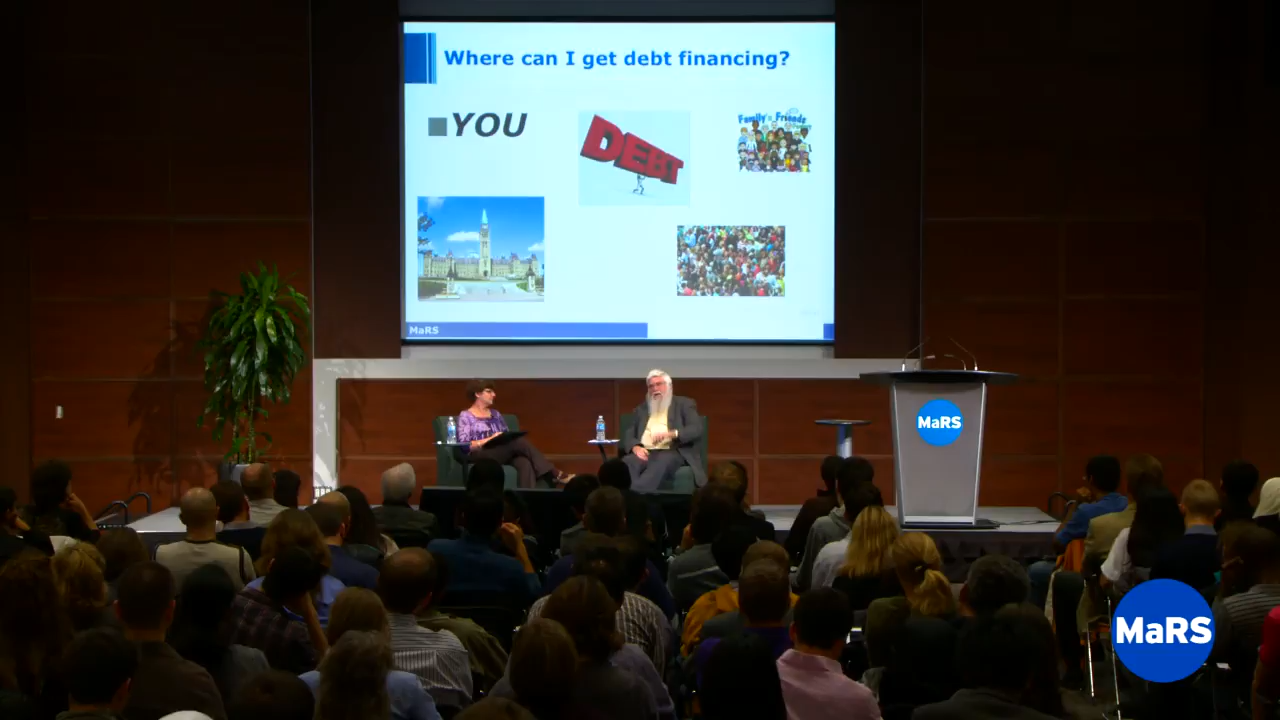 Where can I get debt financing?
YOU
DEBT
Family n Friends
MaRS
MaRS
MaRS